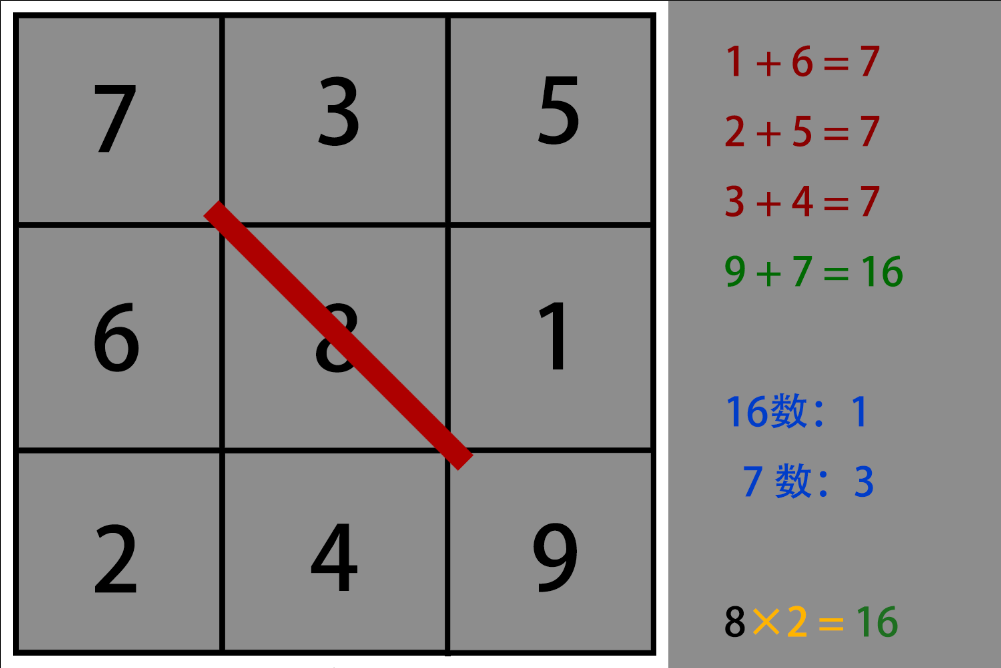 7 3 5
6 8 1
2 4 9
1 + 6 = 7
2 + 5 = 7
3 + 4 = 7
9 + 7 = 16
16数: 1
7 数: 3
8×2 = 16